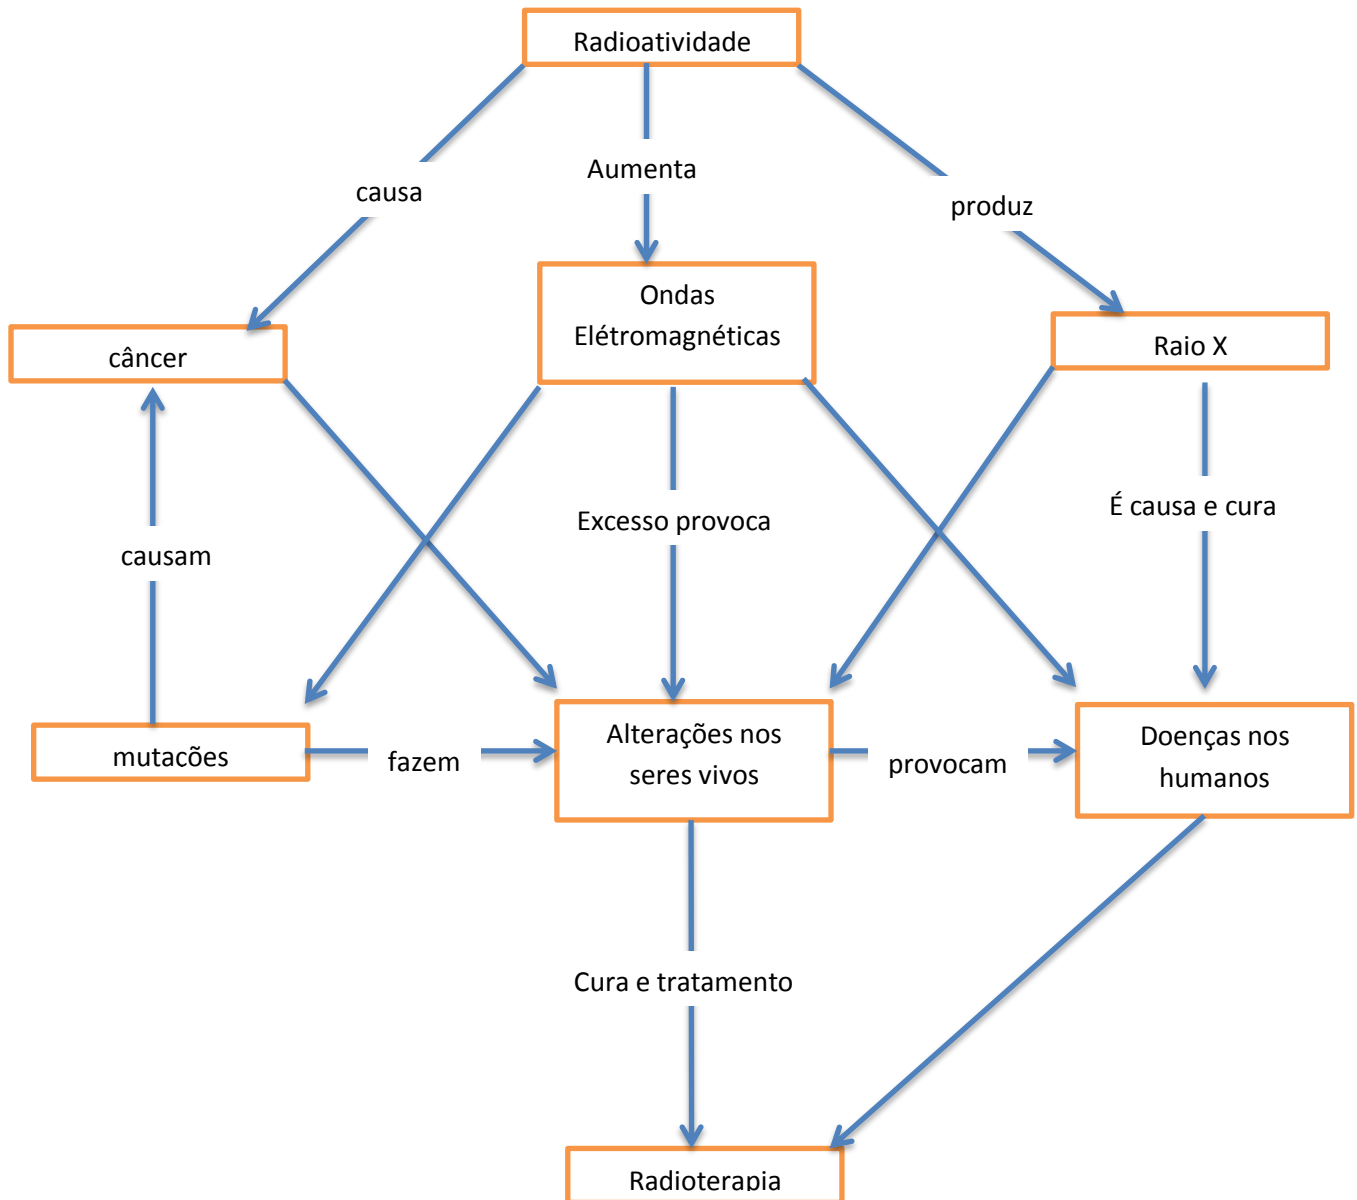 Radioatividade
Aumenta
causa
produz
Ondas
Elétromagnéticas
câncer
Raio X
É causa e cura
Excesso provoca
causam
mutacões
fazem
Alterações nos
seres vivos
provocam
Doenças nos
humanos
Cura e tratamento
Radioterapia